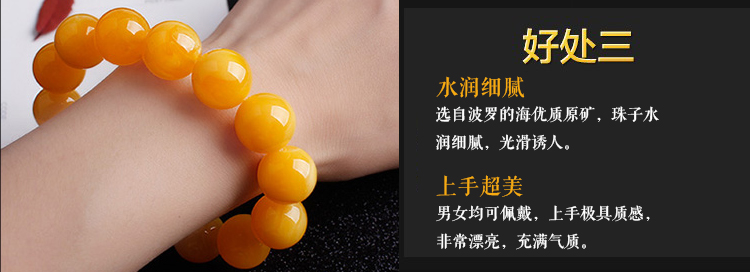 好处三
水润细腻
选自波罗的海优质原矿，珠子水
润细腻，光滑诱人。
上手超美
男女均可佩戴，上手极具质感，
非常漂亮，充满气质。